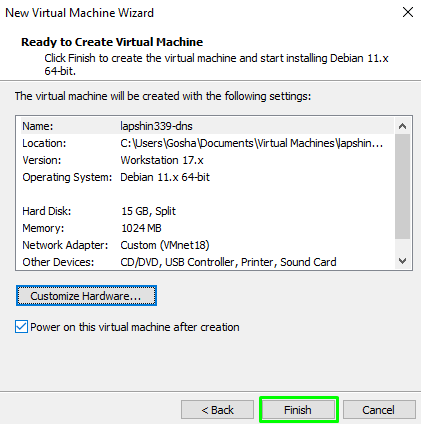 New Virtual Machine Wizard
Ready to Create Virtual Machine
Click Finish to create the virtual machine and start installing Debian 11.x
64-bit.
The virtual machine will be created with the following settings:
Name: lapshin339-dns
Location: C:\Users\Gosha\Documents\Virtual Machines\lapshin...
Version: Workstation 17.x
Operating System: Debian 11.x 64-bit
Hard Disk: 15 GB, Split
Memory: 1024 MB
Network Adapter: Custom (VMnet18)
Other Devices: CD/DVD, USB Controller, Printer, Sound Card
Customize Hardware...
Power on this virtual machine after creation
< Back Finish Cancel